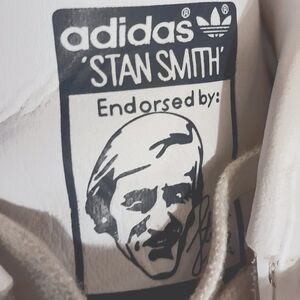 adidas®
'STAN SMITH'
Endorsed by: